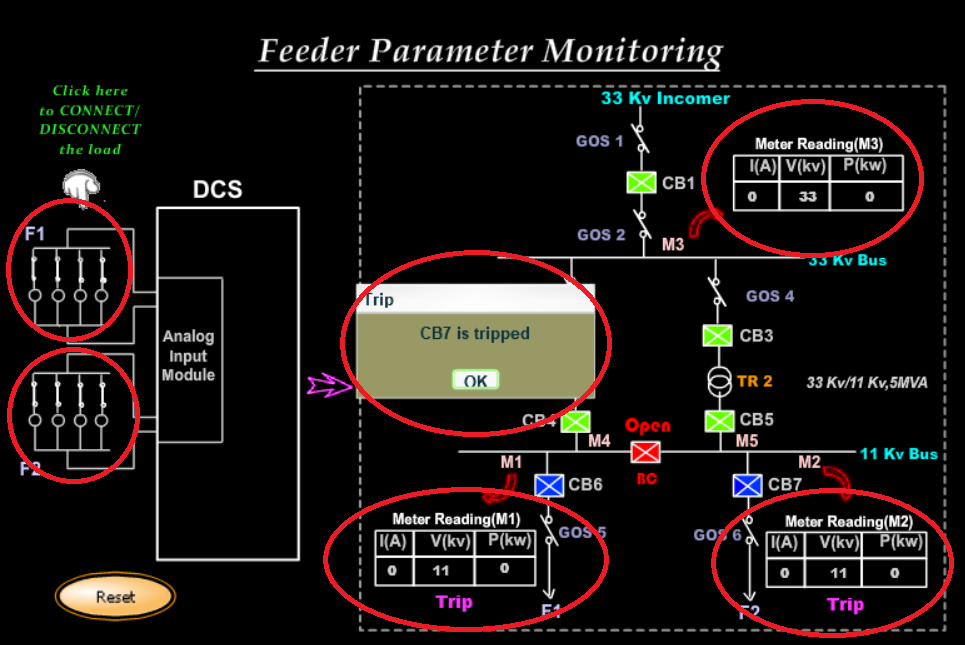 Feeder Parameter Monitoring
Click here
to CONNECT/
DISCONNECT
the load
DCS
F1
Analog
Input
Module
F2
Reset
33 Kv Incomer
GOS 1
CB1
GOS 2
M3
Meter Reading(M3)
I(A) V(kv) P(kw)
0 33 0
33 Kv Bus
Trip
CB7 is tripped
OK
GOS 4
CB3
TR 2
33 Kv/11 Kv,5MVA
CB4
CB5
M4
Open
M5
BC
11 Kv Bus
M1
M2
CB6
CB7
GOS 5
GOS 6
Meter Reading(M1)
I(A) V(kv) P(kw)
0 11 0
Trip
F1
Meter Reading(M2)
I(A) V(kv) P(kw)
0 11 0
Trip
F2